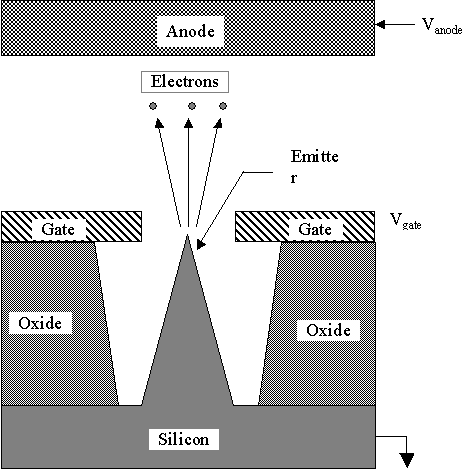 Anode
Vanode
Electrons
Emitte
r
Gate
Gate
Vgate
Oxide
Oxide
Silicon